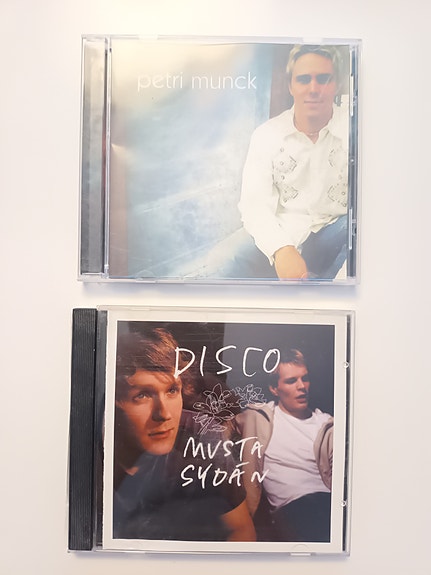 petri munck
DISCO
MUSTA
SYDÄN